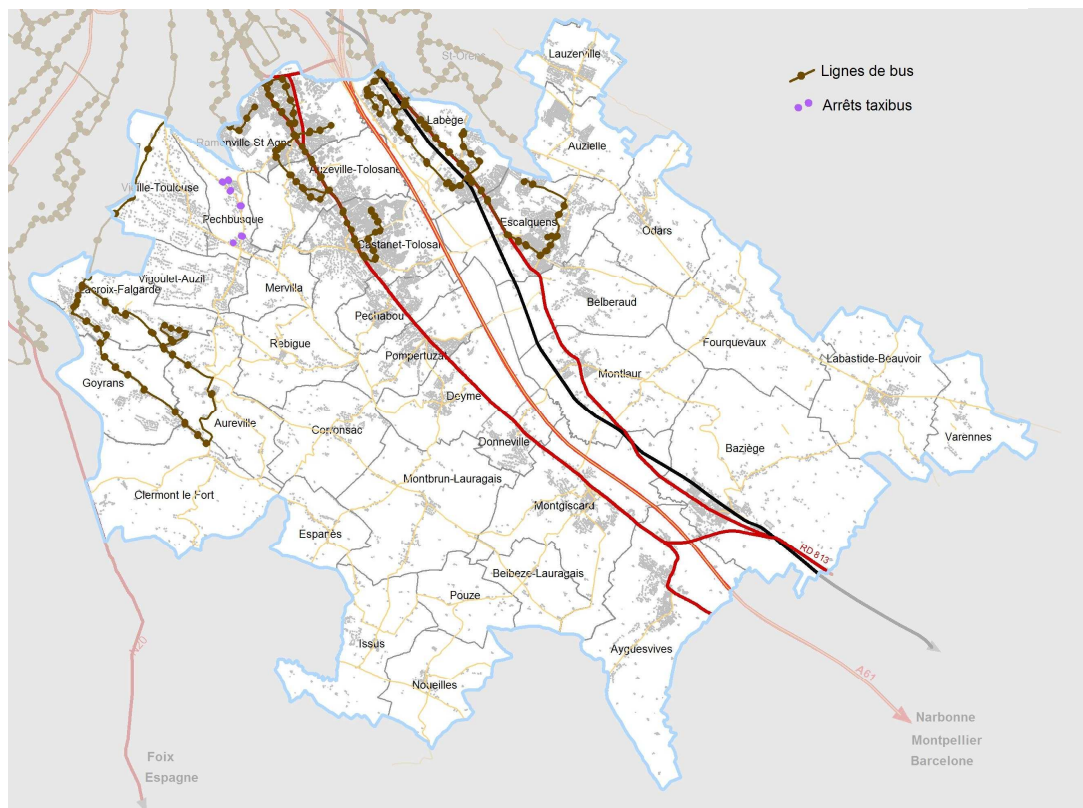 Lauzerville
St-Orens
Lignes de bus
Arrêts taxibus
Labège
Ramonville St Agne
Auzielle
Auzeville-Tolosane
Vieille-Toulouse
Escalquens
Pechbusque
Odars
Castanet-Tolosan
Vigoulet-Auzil
Lacroix-Falgarde
Mervilla
Belberaud
Pechabou
Rebigue
Fourquevaux
Pompertuzat
Labastide-Beauvoir
Montlaur
Goyrans
Deyme
Aureville
Corronsac
Varennes
Donneville
Baziège
Montbrun-Lauragais
Clermont le Fort
Montgiscard
Espanès
RD 813
Belbeze-Lauragais
Pouze
Issus
N20
Ayguesvives
A61
Noueilles
Narbonne
Montpellier
Barcelone
Foix
Espagne